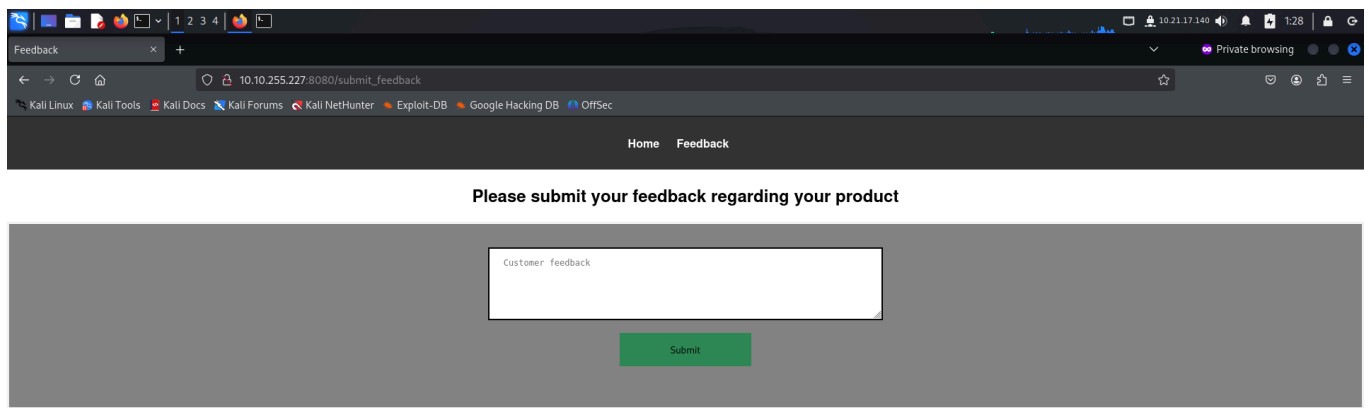 1 2 3 4 10.21.17.140 1:28
Feedback Private browsing
10.10.255.227:8080/submit_feedback
Kali Linux Kali Tools Kali Docs Kali Forums Kali NetHunter Exploit-DB Google Hacking DB OffSec
Home Feedback
Please submit your feedback regarding your product
Customer feedback
Submit